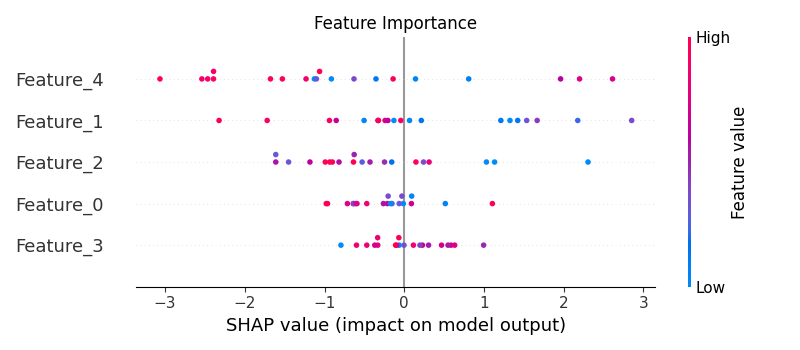 Feature Importance
High
Feature_4
Feature_1
Feature_2
Feature_0
Feature_3
Feature value
Low
−3 −2 −1 0 1 2 3
SHAP value (impact on model output)